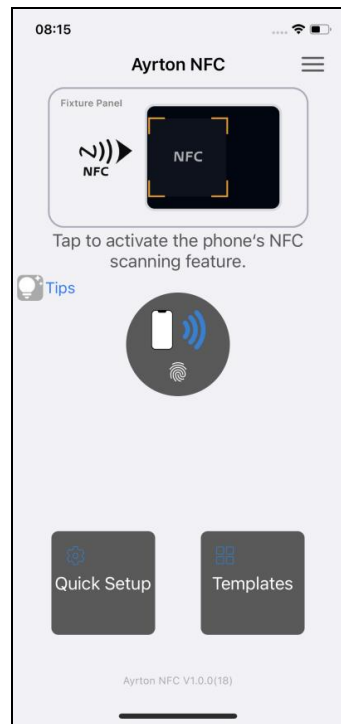 08:15
Ayrton NFC
Fixture Panel
NFC
NFC
Tap to activate the phone's NFC
scanning feature.
Tips
Quick Setup
Templates
Ayrton NFC V1.0.0(18)